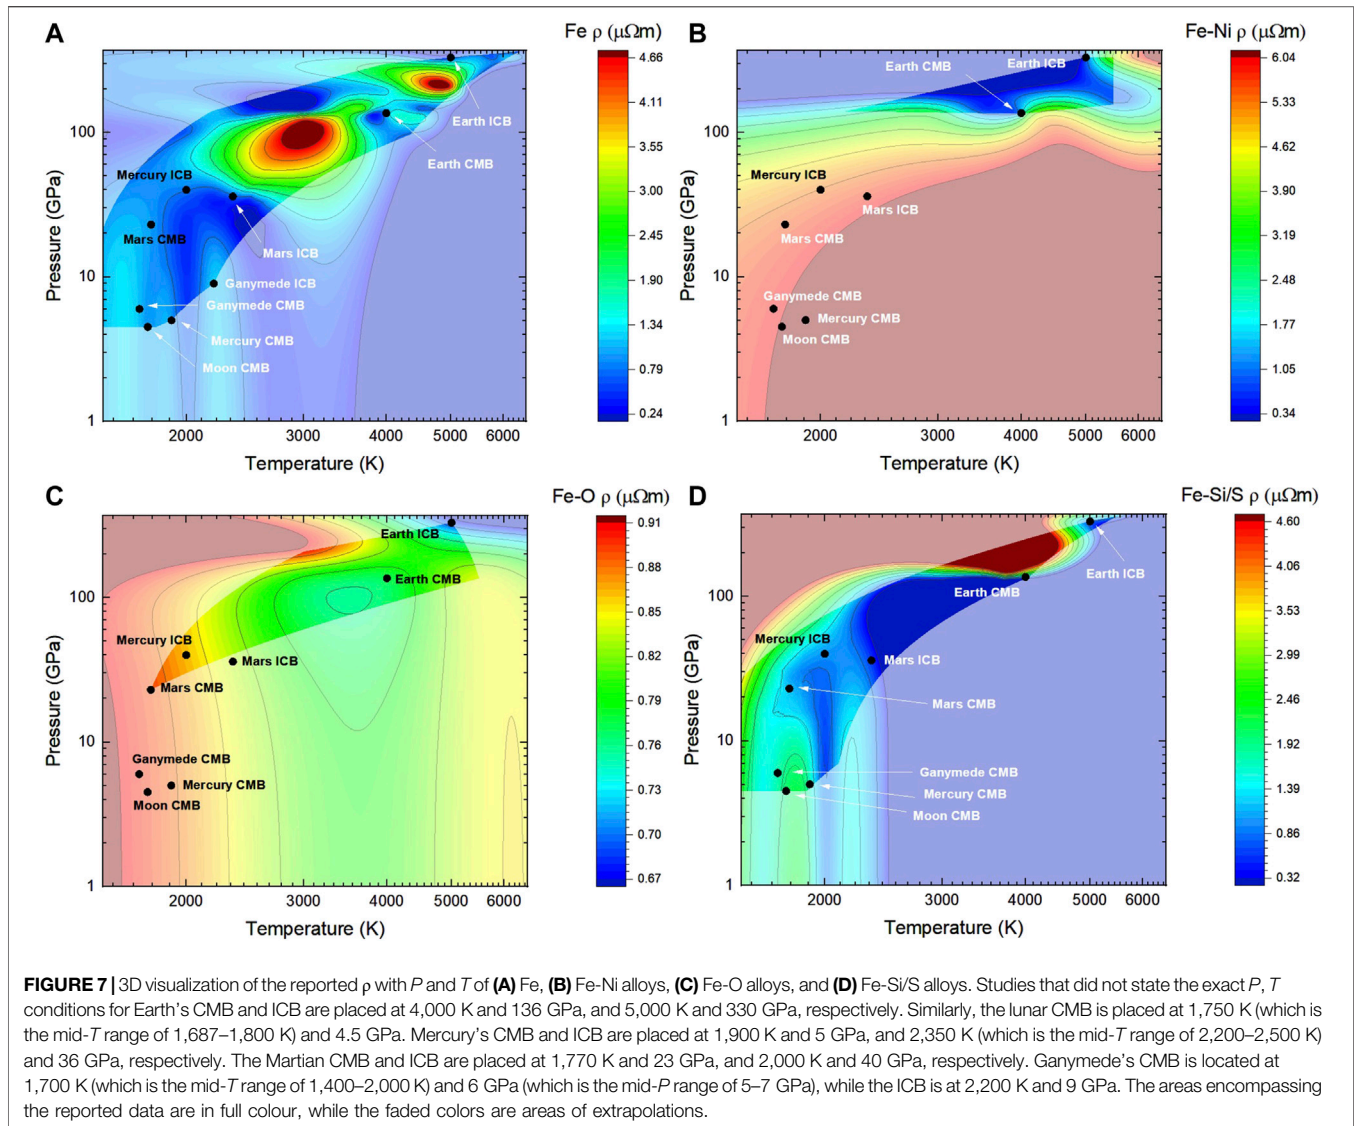 A
Fe ρ (μΩm)
4.66
4.11
3.55
3.00
2.45
1.90
1.34
0.79
0.24
100
10
1
Pressure (GPa)
2000 3000 4000 5000 6000
Temperature (K)
Earth ICB
Earth CMB
Mercury ICB
Mars CMB
Mars ICB
Ganymede ICB
Ganymede CMB
Mercury CMB
Moon CMB
B
Fe-Ni ρ (μΩm)
6.04
5.33
4.62
3.90
3.19
2.48
1.77
1.05
0.34
100
10
1
Pressure (GPa)
2000 3000 4000 5000 6000
Temperature (K)
Earth CMB
Earth ICB
Mercury ICB
Mars ICB
Mars CMB
Ganymede CMB
Mercury CMB
Moon CMB
C
Fe-O ρ (μΩm)
0.91
0.88
0.85
0.82
0.79
0.76
0.73
0.70
0.67
100
10
1
Pressure (GPa)
2000 3000 4000 5000 6000
Temperature (K)
Earth ICB
Earth CMB
Mercury ICB
Mars ICB
Mars CMB
Ganymede CMB
Mercury CMB
Moon CMB
D
Fe-Si/S ρ (μΩm)
4.60
4.06
3.53
2.99
2.46
1.92
1.39
0.86
0.32
100
10
1
Pressure (GPa)
2000 3000 4000 5000 6000
Temperature (K)
Earth ICB
Earth CMB
Mercury ICB
Mars ICB
Mars CMB
Ganymede CMB
Mercury CMB
Moon CMB
FIGURE 7 | 3D visualization of the reported ρ with P and T of (A) Fe, (B) Fe-Ni alloys, (C) Fe-O alloys, and (D) Fe-Si/S alloys. Studies that did not state the exact P, T
conditions for Earth's CMB and ICB are placed at 4,000 K and 136 GPa, and 5,000 K and 330 GPa, respectively. Similarly, the lunar CMB is placed at 1,750 K (which is
the mid-T range of 1,687–1,800 K) and 4.5 GPa. Mercury's CMB and ICB are placed at 1,900 K and 5 GPa, and 2,350 K (which is the mid-T range of 2,200–2,500 K)
and 36 GPa, respectively. The Martian CMB and ICB are placed at 1,770 K and 23 GPa, and 2,000 K and 40 GPa, respectively. Ganymede's CMB is located at
1,700 K (which is the mid-T range of 1,400–2,000 K) and 6 GPa (which is the mid-P range of 5–7 GPa), while the ICB is at 2,200 K and 9 GPa. The areas encompassing
the reported data are in full colour, while the faded colors are areas of extrapolations.